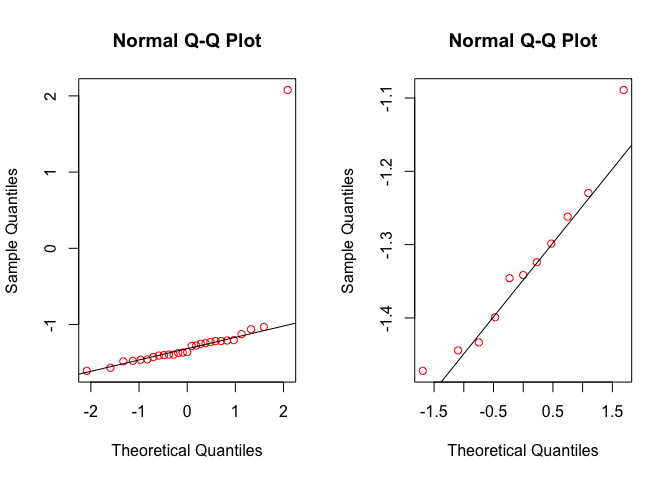 Normal Q-Q Plot
Sample Quantiles
2
1
0
-1
-2 -1 0 1 2
Theoretical Quantiles
Normal Q-Q Plot
Sample Quantiles
-1.1
-1.2
-1.3
-1.4
-1.5 -0.5 0.5 1.5
Theoretical Quantiles